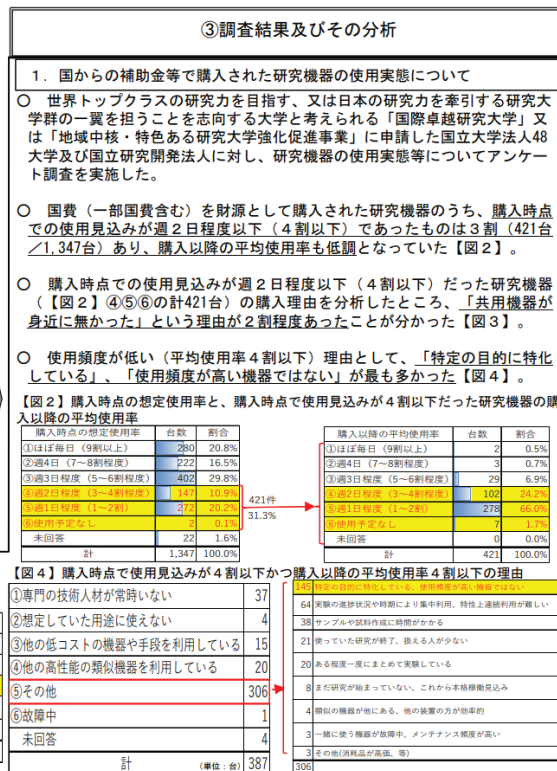 ③調査結果及びその分析
１．国からの補助金等で購入された研究機器の使用実態について
○　世界トップクラスの研究力を目指す、又は日本の研究力を牽引する研究大
学群の一翼を担うことを志向する大学と考えられる「国際卓越研究大学」又
は「地域中核・特色ある研究大学強化促進事業」に申請した国立大学法人48
大学及び国立研究開発法人に対し、研究機器の使用実態等についてアンケー
ト調査を実施した。
○　国費（一部国費含む）を財源として購入された研究機器のうち、購入時点
での使用見込みが週２日程度以下（４割以下）であったものは３割（421台
／1,347台）あり、購入以降の平均使用率も低調となっていた【図２】。
○　購入時点での使用見込みが週２日程度以下（４割以下）だった研究機器
（【図２】④⑤⑥の計421台）の購入理由を分析したところ、「共用機器が
身近に無かった」という理由が２割程度あったことが分かった【図３】。
○　使用頻度が低い（平均使用率４割以下）理由として、「特定の目的に特化
している」、「使用頻度が高い機器ではない」が最も多かった【図４】。
【図２】購入時点の想定使用率と、購入時点で使用見込みが４割以下だった研究機器の購
入以降の平均使用率
購入時点の想定使用率 台数 割合
①ほぼ毎日（9割以上） 280 20.8%
②週4日（7～8割程度） 222 16.5%
③週3日程度（5～6割程度） 402 29.8%
④週2日程度（3～4割程度） 147 10.9%
⑤週1日程度（1～2割） 272 20.2%
⑥使用予定なし 2 0.1%
未回答 22 1.6%
計 1,347 100.0%
421件
31.3%
購入以降の平均使用率 台数 割合
①ほぼ毎日（9割以上） 2 0.5%
②週4日（7～8割程度） 3 0.7%
③週3日程度（5～6割程度） 29 6.9%
④週2日程度（3～4割程度） 102 24.2%
⑤週1日程度（1～2割） 278 66.0%
⑥使用予定なし 7 1.7%
未回答 0 0.0%
計 421 100.0%
【図４】購入時点で使用見込みが４割以下かつ購入以降の平均使用率４割以下の理由
①専門の技術人材が常時いない 37
②想定していた用途に使えない 4
③他の低コストの機器や手段を利用している 15
④他の高性能の類似機器を利用している 20
⑤その他 306
⑥故障中 1
未回答 4
計 （単位：台） 387
145 特定の目的に特化している、使用頻度が高い機器ではない
64 実験の進捗状況や時期により集中利用、特性上連続利用が難しい
38 サンプルや試料作成に時間がかかる
21 使っていた研究が終了、扱える人が少ない
20 ある程度一度にまとめて実験している
8 まだ研究が始まっていない、これから本格稼働見込み
4 類似の機器が他にある、他の装置の方が効率的
3 一緒に使う機器が故障中、メンテナンス頻度が高い
3 その他(消耗品が高価、等)
306